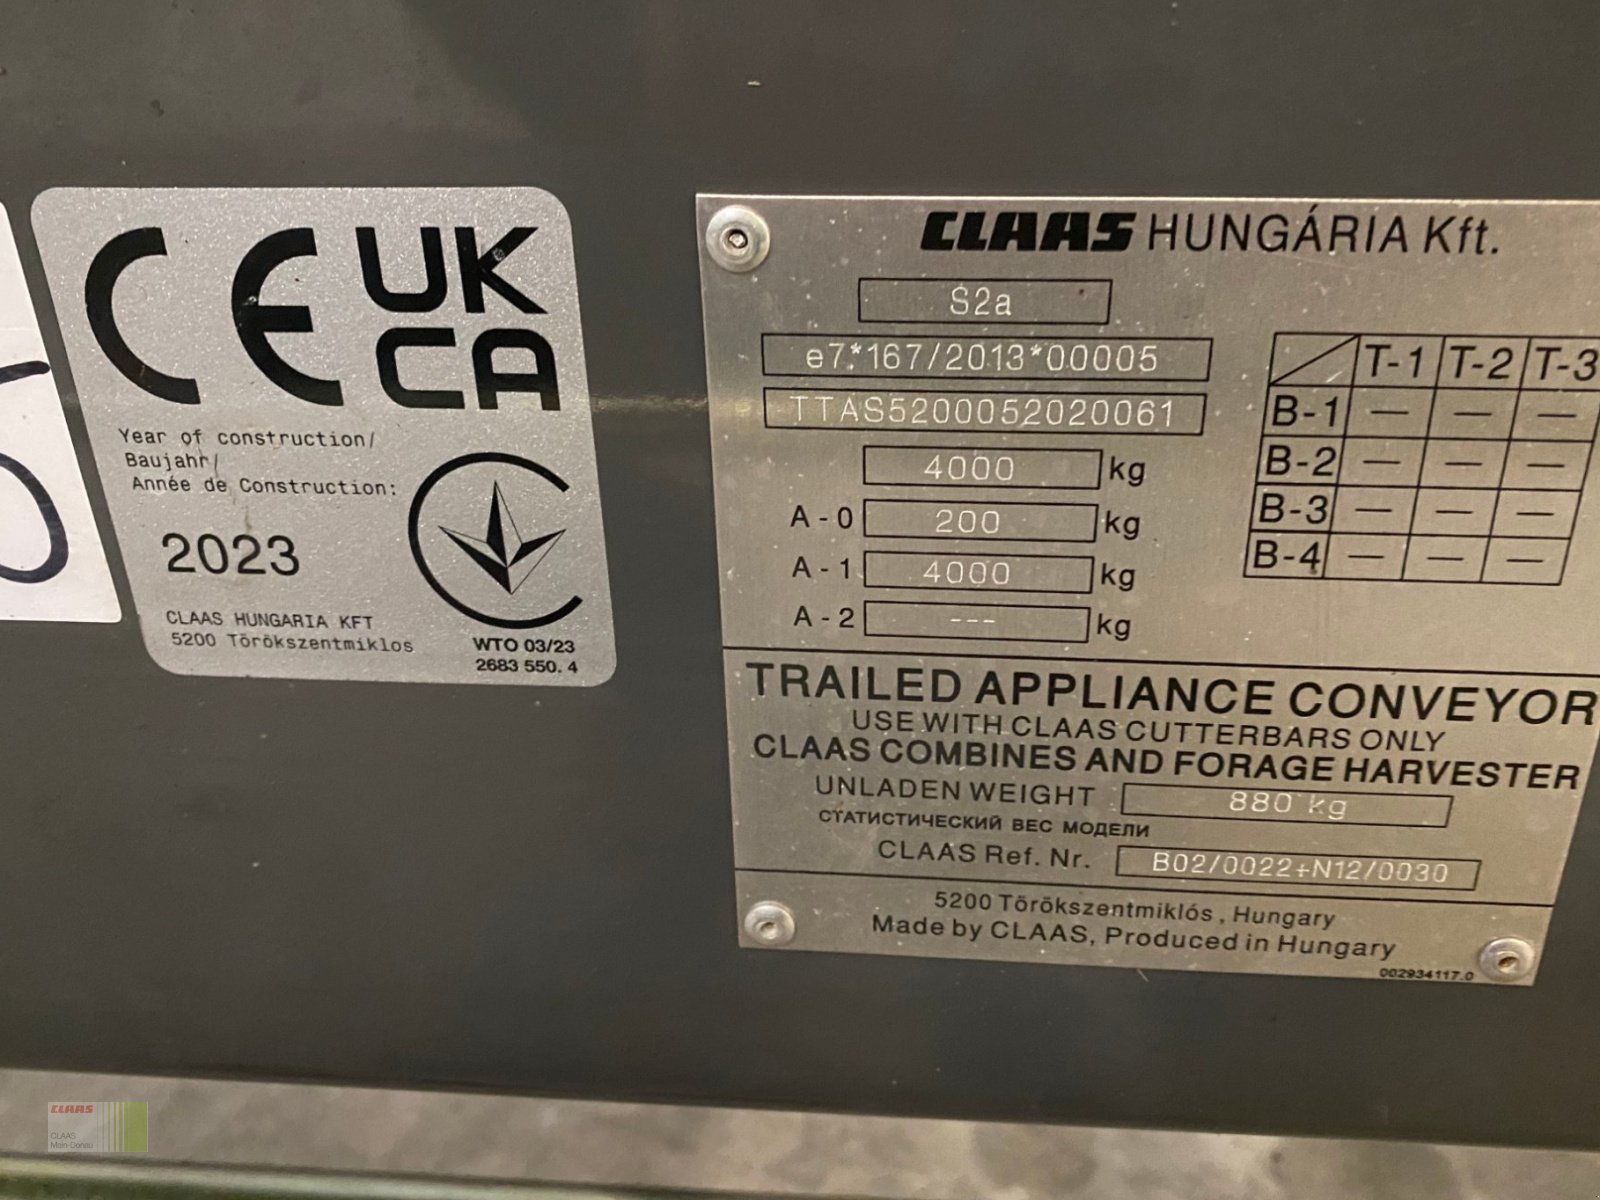 CE UK
CA
Year of construction/
Baujahr/
Année de Construction:
2023
CLAAS HUNGARIA KFT
5200 Törökszentmiklos
WTO 03/23
2683 550. 4
CLAAS HUNGÁRIA Kft.
S2a
e7*167/2013*00005
TTAS5200052020061
4000 kg
A - 0 200 kg
A - 1 4000 kg
A - 2 --- kg
T-1 T-2 T-3
B-1 — — —
B-2 — — —
B-3 — — —
B-4 — — —
TRAILED APPLIANCE CONVEYOR
USE WITH CLAAS CUTTERBARS ONLY
CLAAS COMBINES AND FORAGE HARVESTER
UNLADEN WEIGHT 880 kg
СТАТИСТИЧЕСКИЙ ВЕС МОДЕЛИ
CLAAS Ref. Nr. B02/0022+N12/0030
5200 Törökszentmiklós, Hungary
Made by CLAAS, Produced in Hungary
002934117.0
CLAAS
CLAAS
Main-Donau